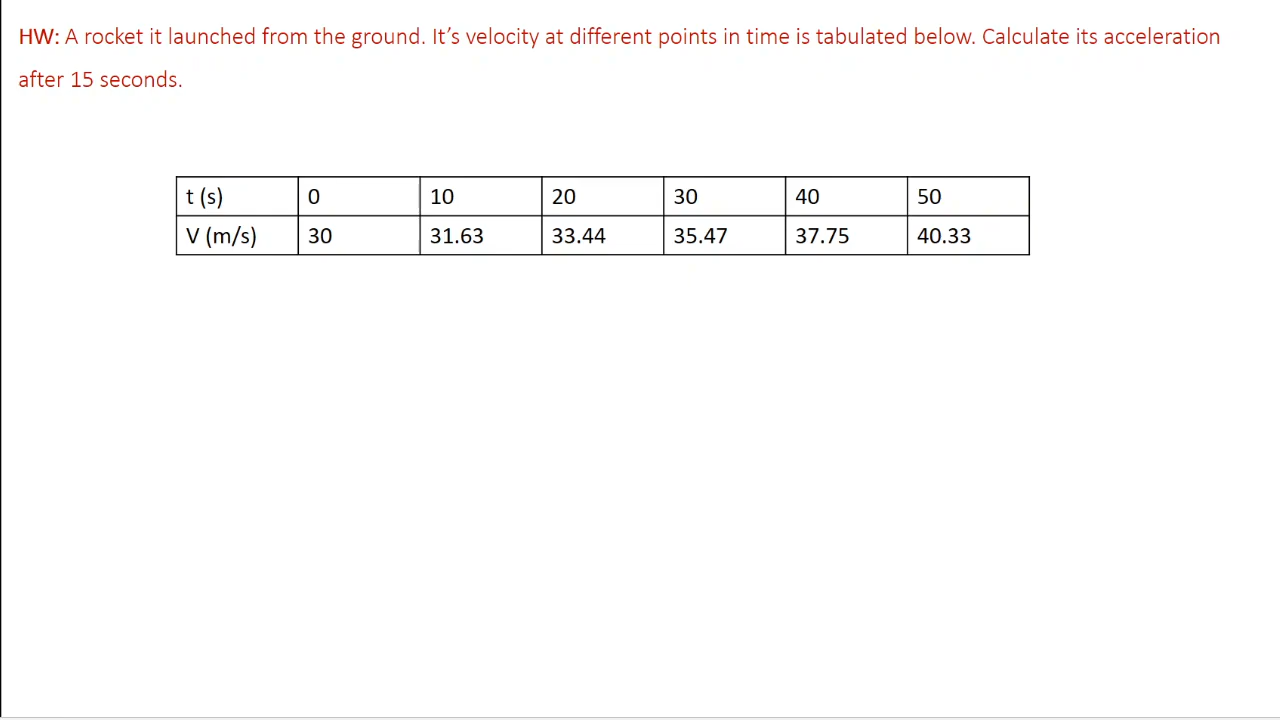 HW: A rocket it launched from the ground. It’s velocity at different points in time is tabulated below. Calculate its acceleration
after 15 seconds.
t (s) 0 10 20 30 40 50
V (m/s) 30 31.63 33.44 35.47 37.75 40.33